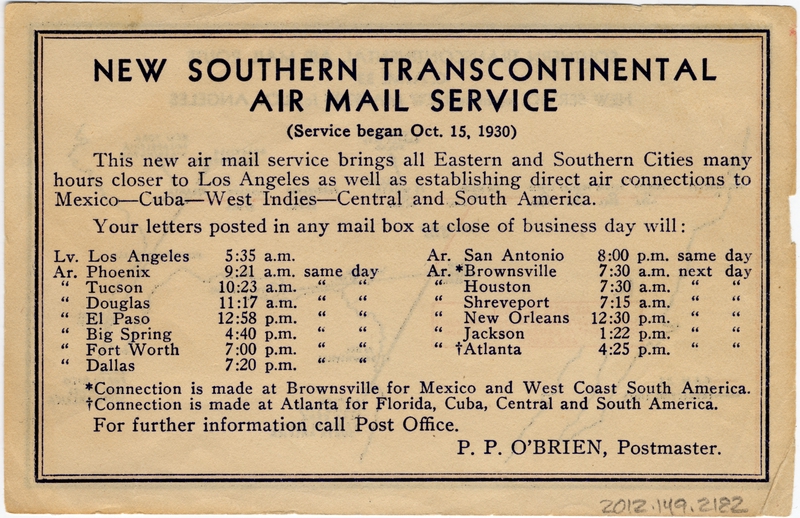 NEW SOUTHERN TRANSCONTINENTAL
AIR MAIL SERVICE
(Service began Oct. 15, 1930)
This new air mail service brings all Eastern and Southern Cities many
hours closer to Los Angeles as well as establishing direct air connections to
Mexico—Cuba—West Indies—Central and South America.
Your letters posted in any mail box at close of business day will:
Lv. Los Angeles 5:35 a.m.
Ar. Phoenix 9:21 a.m. same day
“ Tucson 10:23 a.m. “ “
“ Douglas 11:17 a.m. “ “
“ El Paso 12:58 p.m. “ “
“ Big Spring 4:40 p.m. “ “
“ Fort Worth 7:00 p.m. “ “
“ Dallas 7:20 p.m. “ “
Ar. San Antonio 8:00 p.m. same day
Ar. *Brownsville 7:30 a.m. next day
“ Houston 7:30 a.m. “ “
“ Shreveport 7:15 a.m. “ “
“ New Orleans 12:30 p.m. “ “
“ Jackson 1:22 p.m. “ “
“ †Atlanta 4:25 p.m. “ “
*Connection is made at Brownsville for Mexico and West Coast South America.
†Connection is made at Atlanta for Florida, Cuba, Central and South America.
For further information call Post Office.
P. P. O'BRIEN, Postmaster.
2012.149.2182